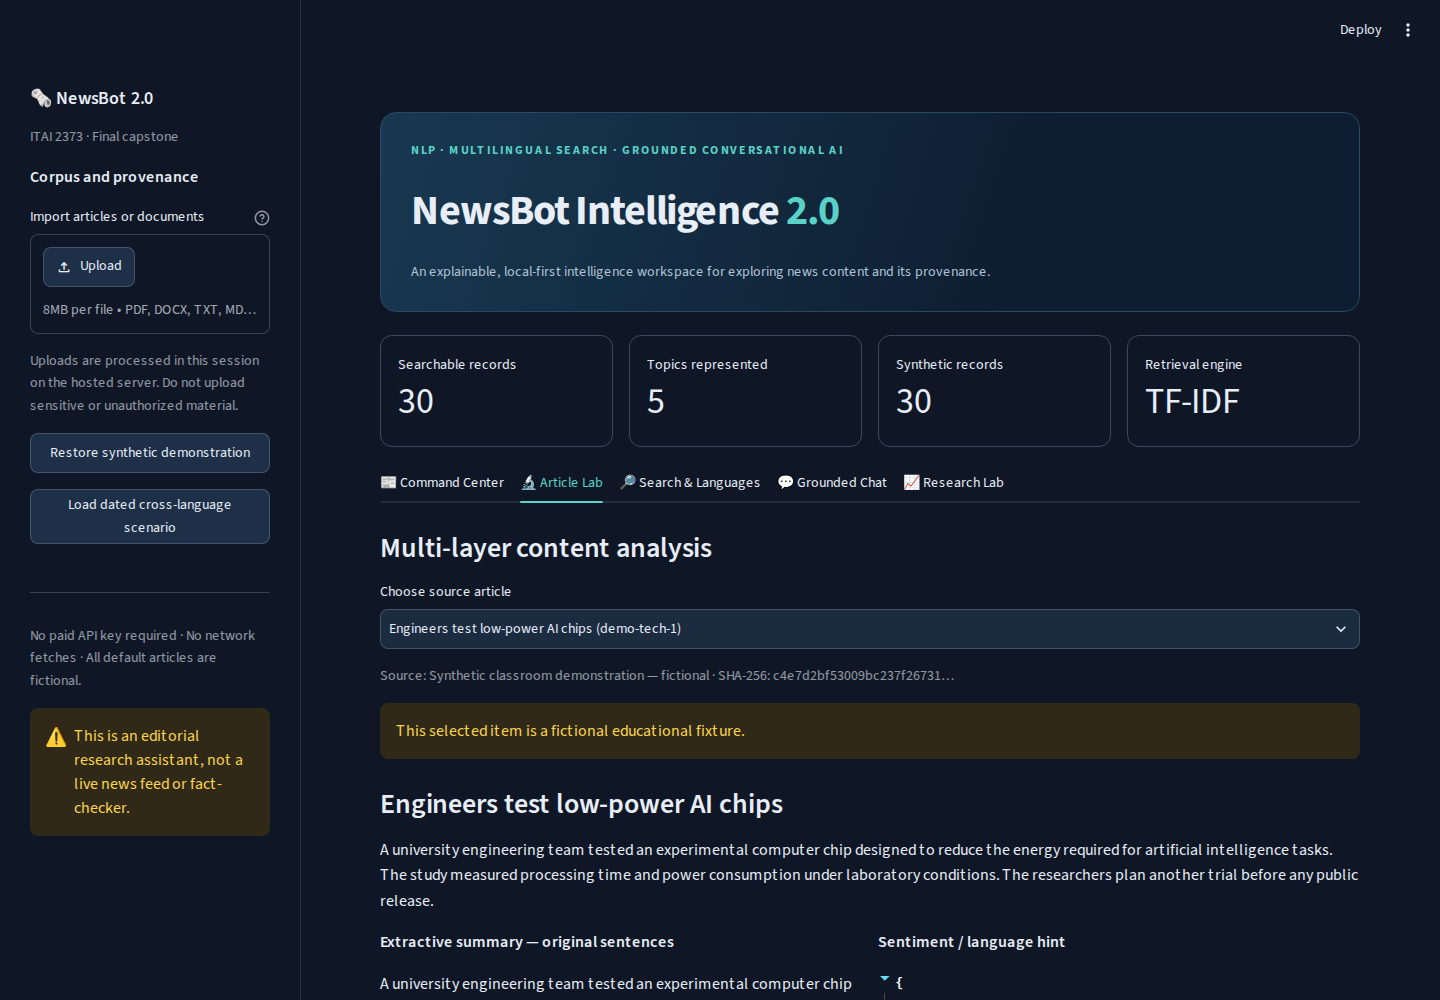 Deploy
🗞️ NewsBot 2.0
ITAI 2373 · Final capstone
Corpus and provenance
Import articles or documents
Upload
8MB per file • PDF, DOCX, TXT, MD…
Uploads are processed in this session
on the hosted server. Do not upload
sensitive or unauthorized material.
Restore synthetic demonstration
Load dated cross-language
scenario
No paid API key required · No network
fetches · All default articles are
fictional.
⚠️ This is an editorial
research assistant, not a
live news feed or fact-
checker.
NLP · MULTILINGUAL SEARCH · GROUNDED CONVERSATIONAL AI
NewsBot Intelligence 2.0
An explainable, local-first intelligence workspace for exploring news content and its provenance.
Searchable records
30
Topics represented
5
Synthetic records
30
Retrieval engine
TF-IDF
📰 Command Center 🔬 Article Lab 🔎 Search & Languages 💬 Grounded Chat 📈 Research Lab
Multi-layer content analysis
Choose source article
Engineers test low-power AI chips (demo-tech-1)
Source: Synthetic classroom demonstration — fictional · SHA-256: c4e7d2bf53009bc237f26731…
This selected item is a fictional educational fixture.
Engineers test low-power AI chips
A university engineering team tested an experimental computer chip designed to reduce the energy required for artificial intelligence tasks.
The study measured processing time and power consumption under laboratory conditions. The researchers plan another trial before any public
release.
Extractive summary — original sentences
A university engineering team tested an experimental computer chip
Sentiment / language hint
{